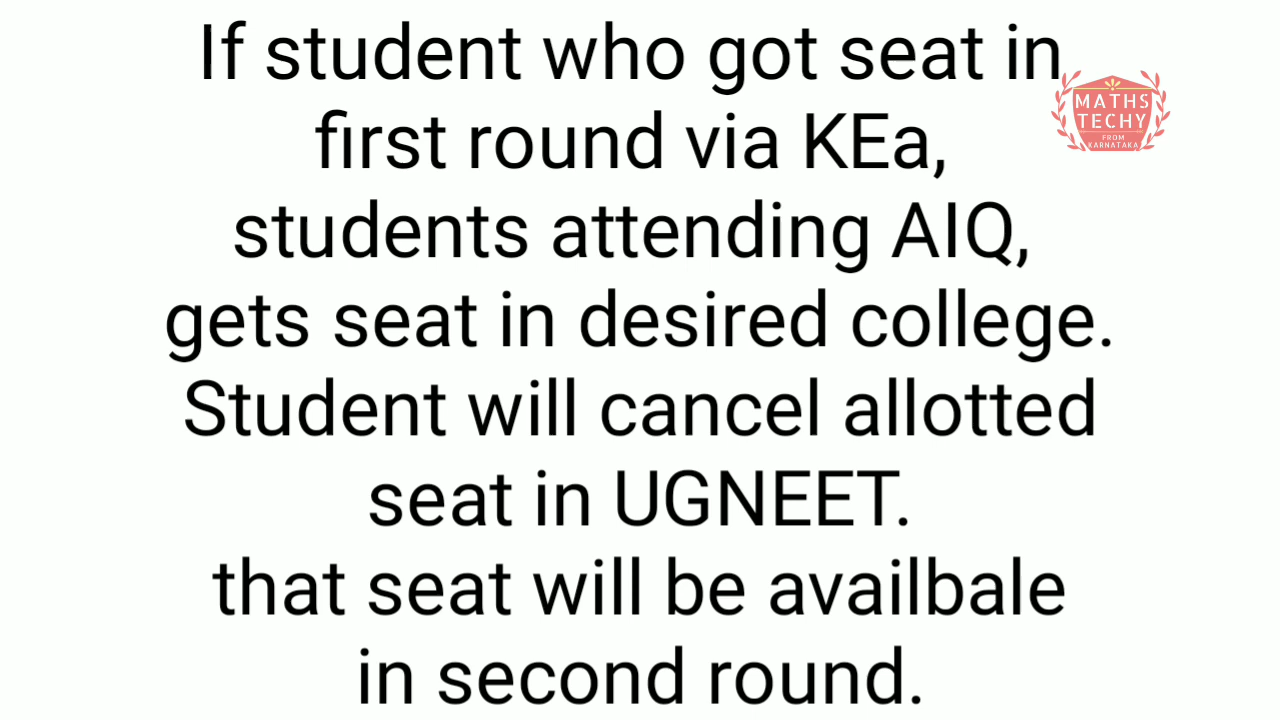 If student who got seat in
first round via KEa,
students attending AIQ,
gets seat in desired college.
Student will cancel allotted
seat in UGNEET.
that seat will be availbale
in second round.
MATHS
TECHY
FROM
KARNATAKA